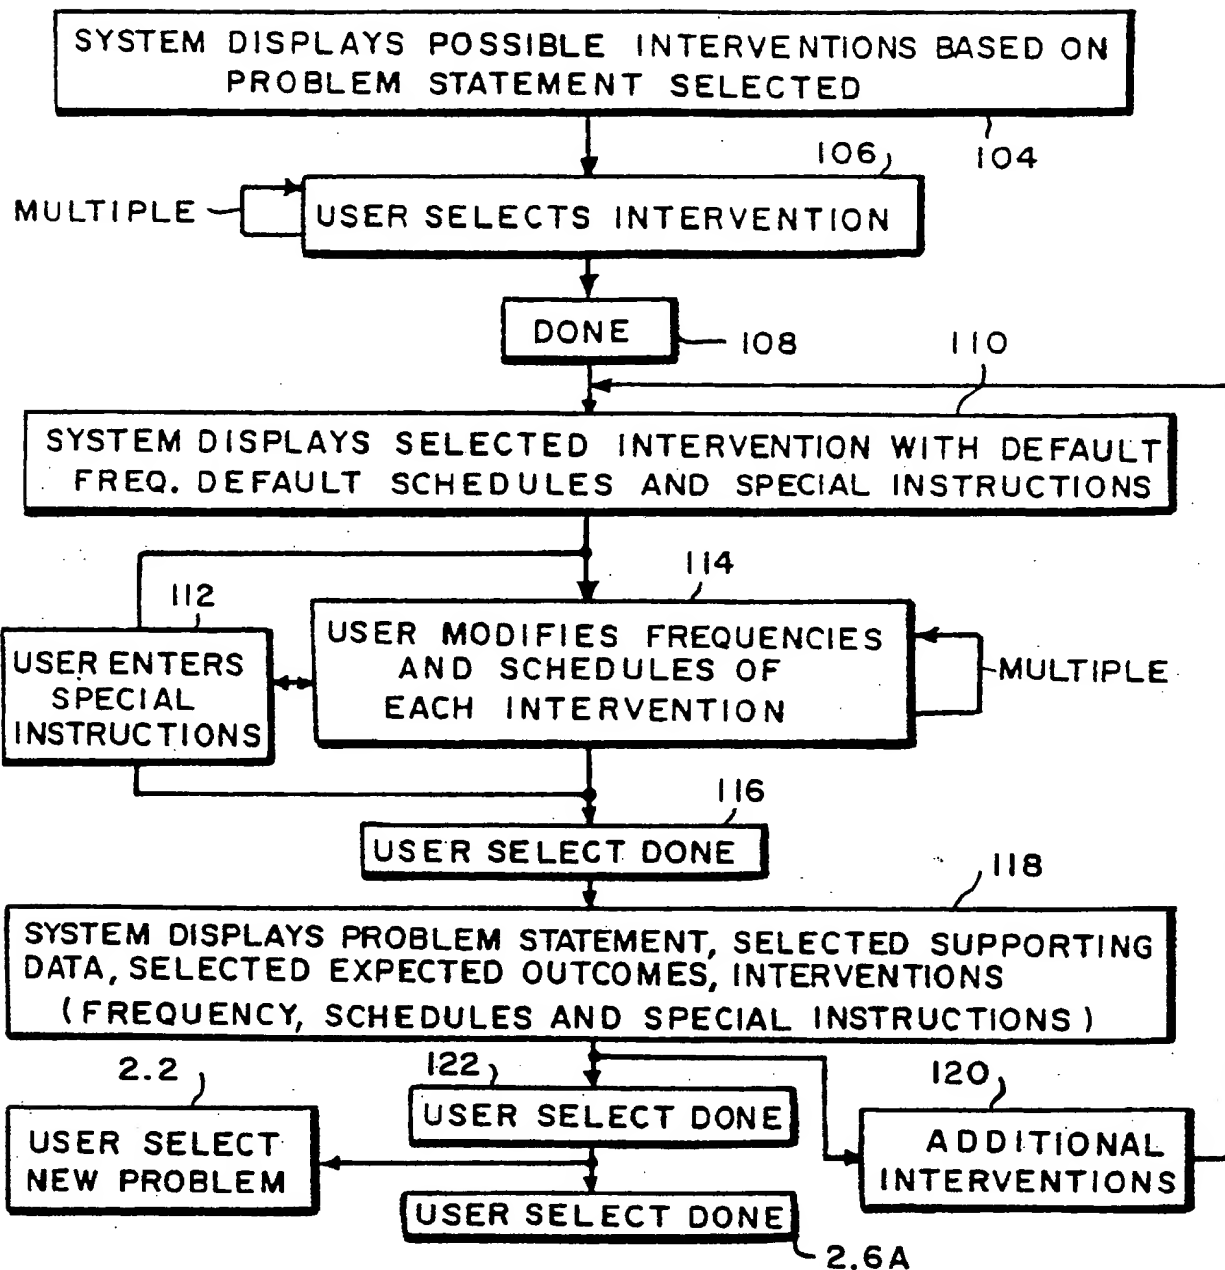 SYSTEM DISPLAYS POSSIBLE INTERVENTIONS BASED ON
PROBLEM STATEMENT SELECTED
104
106
MULTIPLE
USER SELECTS INTERVENTION
DONE
108
110
SYSTEM DISPLAYS SELECTED INTERVENTION WITH DEFAULT
FREQ. DEFAULT SCHEDULES AND SPECIAL INSTRUCTIONS
112
USER ENTERS
SPECIAL
INSTRUCTIONS
114
USER MODIFIES FREQUENCIES
AND SCHEDULES OF
EACH INTERVENTION
MULTIPLE
116
USER SELECT DONE
118
SYSTEM DISPLAYS PROBLEM STATEMENT, SELECTED SUPPORTING
DATA, SELECTED EXPECTED OUTCOMES, INTERVENTIONS
(FREQUENCY, SCHEDULES AND SPECIAL INSTRUCTIONS)
2.2
USER SELECT
NEW PROBLEM
122
USER SELECT DONE
120
ADDITIONAL
INTERVENTIONS
USER SELECT DONE
2.6A